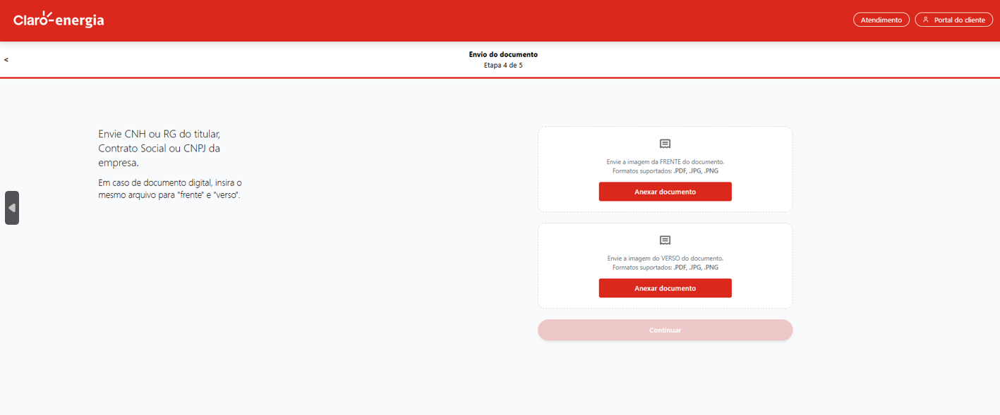 Claro-energia
Atendimento
Portal do cliente
<
Envio do documento
Etapa 4 de 5
Envie CNH ou RG do titular,
Contrato Social ou CNPJ da
empresa.
Em caso de documento digital, insira o
mesmo arquivo para "frente" e "verso".
Envie a imagem da FRENTE do documento.
Formatos suportados: .PDF, .JPG, .PNG
Anexar documento
Envie a imagem do VERSO do documento.
Formatos suportados: .PDF, .JPG, .PNG
Anexar documento
Continuar